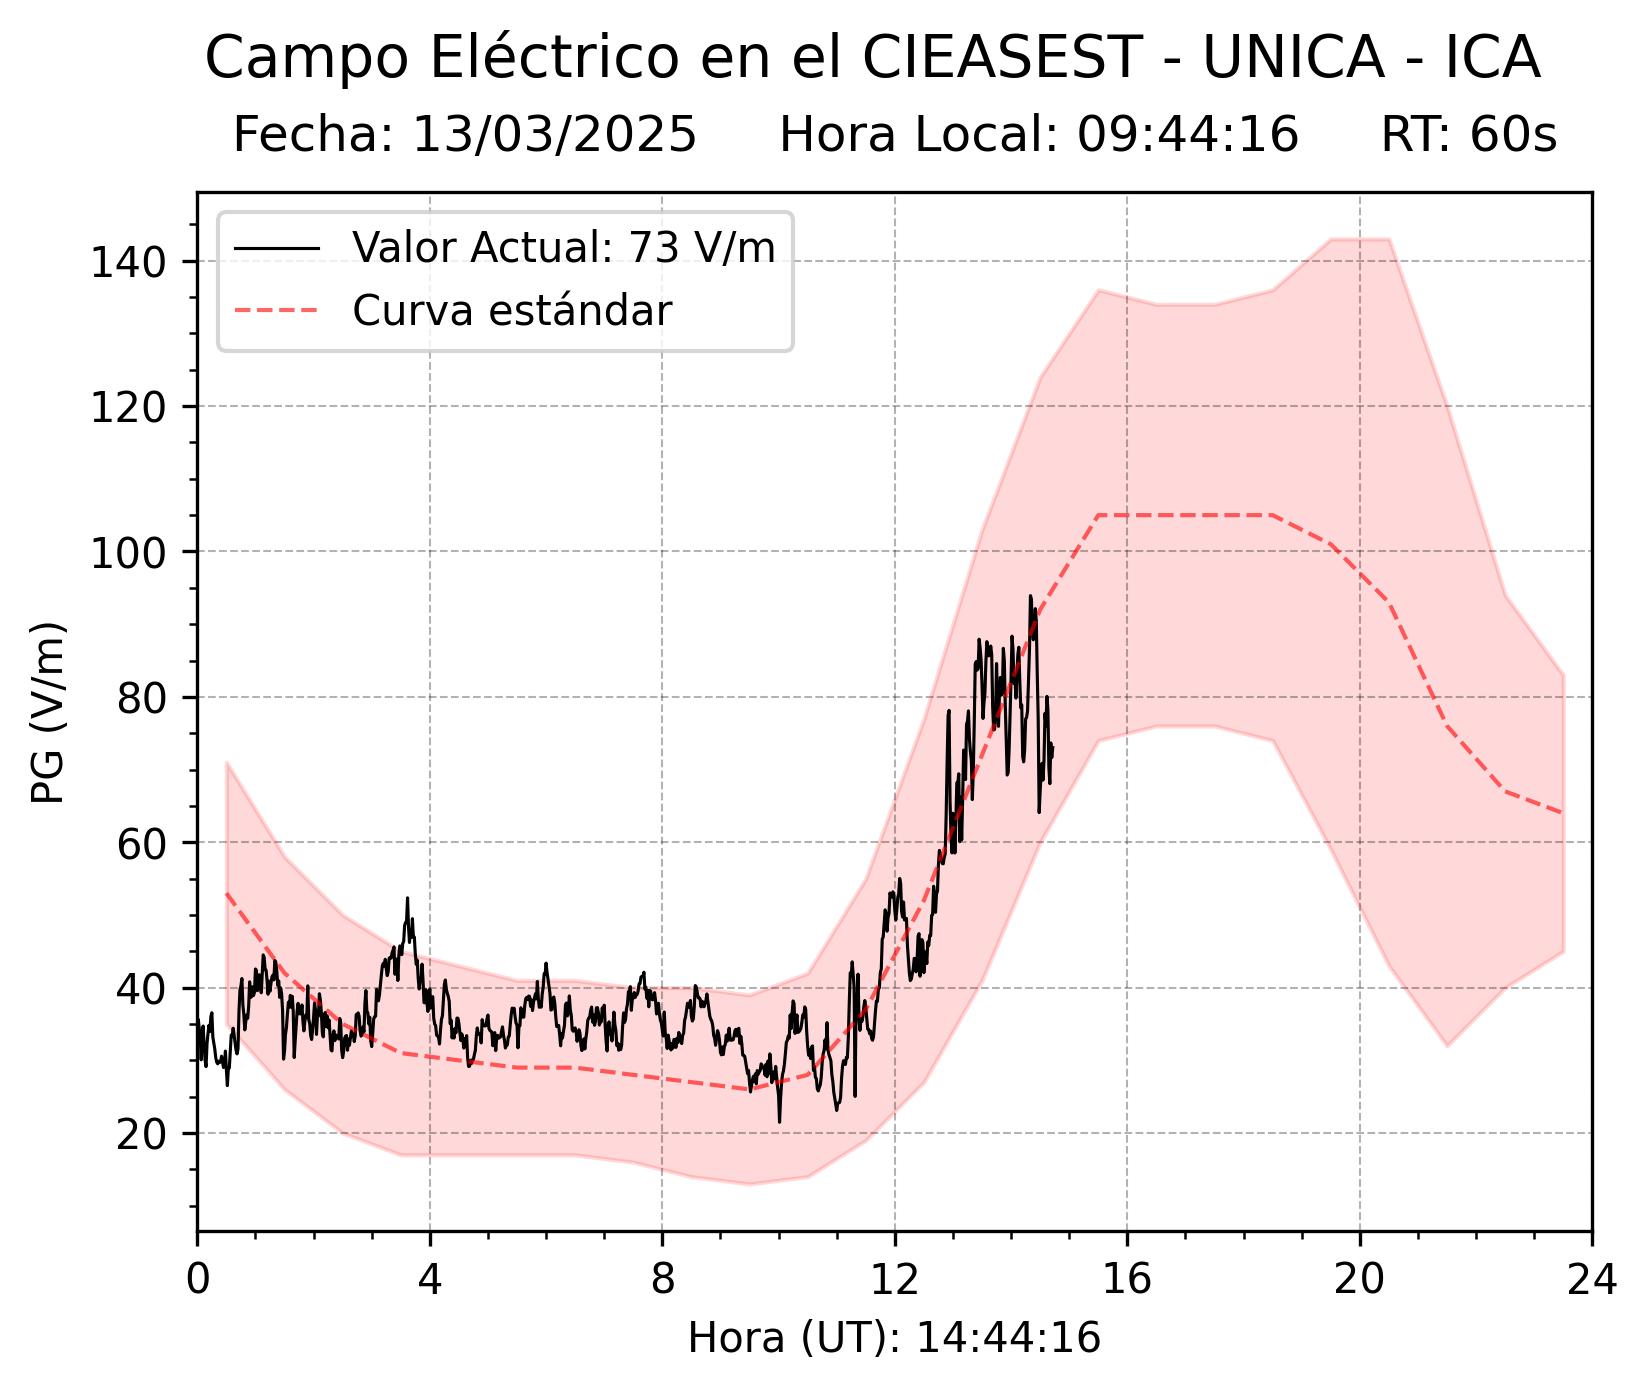 Campo Eléctrico en el CIEASEST - UNICA - ICA
Fecha: 13/03/2025 Hora Local: 09:44:16 RT: 60s
Valor Actual: 73 V/m
Curva estándar
PG (V/m)
140
120
100
80
60
40
20
0 4 8 12 16 20 24
Hora (UT): 14:44:16